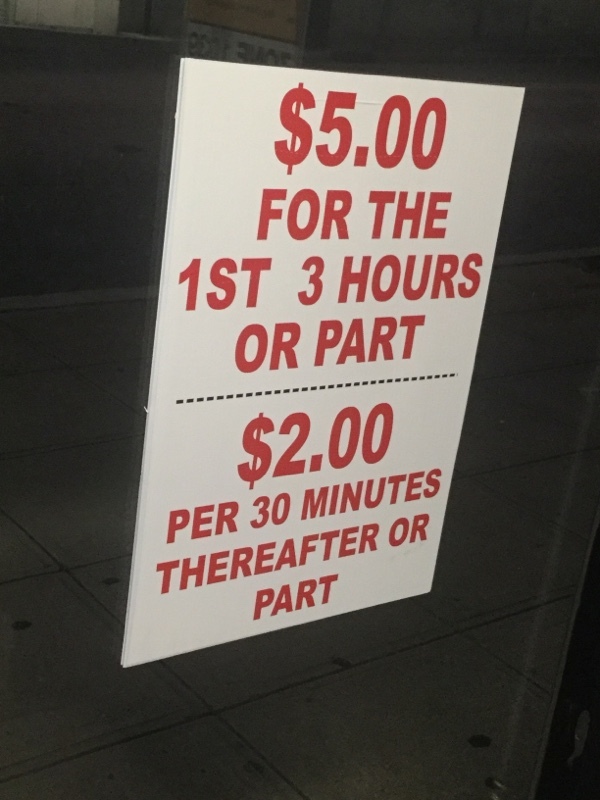 $5.00
FOR THE
1ST 3 HOURS
OR PART
$2.00
PER 30 MINUTES
THEREAFTER OR
PART